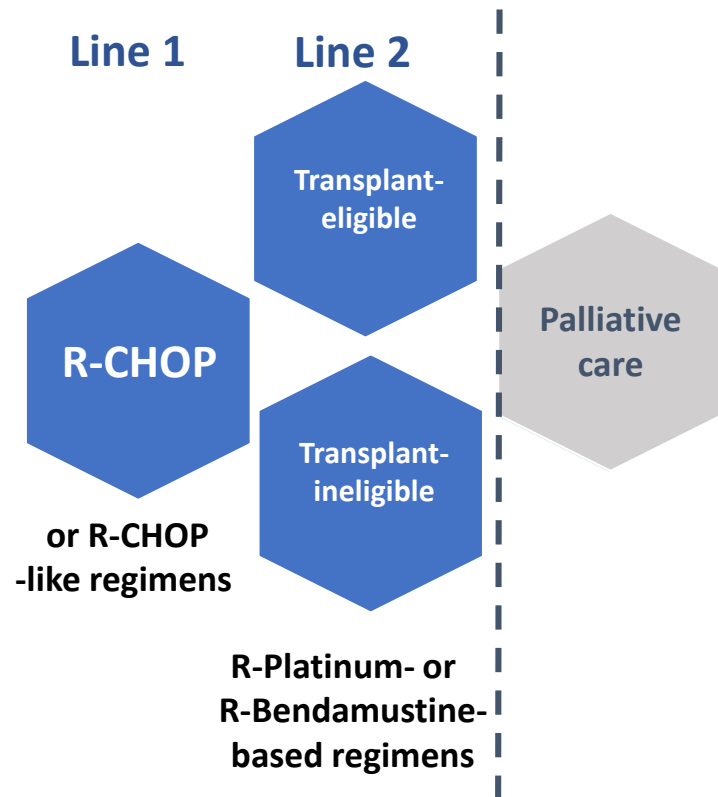 Line 1
Line 2
Transplant-
eligible
R-CHOP
Palliative
care
Transplant-
ineligible
or R-CHOP
-like regimens
R-Platinum- or
R-Bendamustine-
based regimens